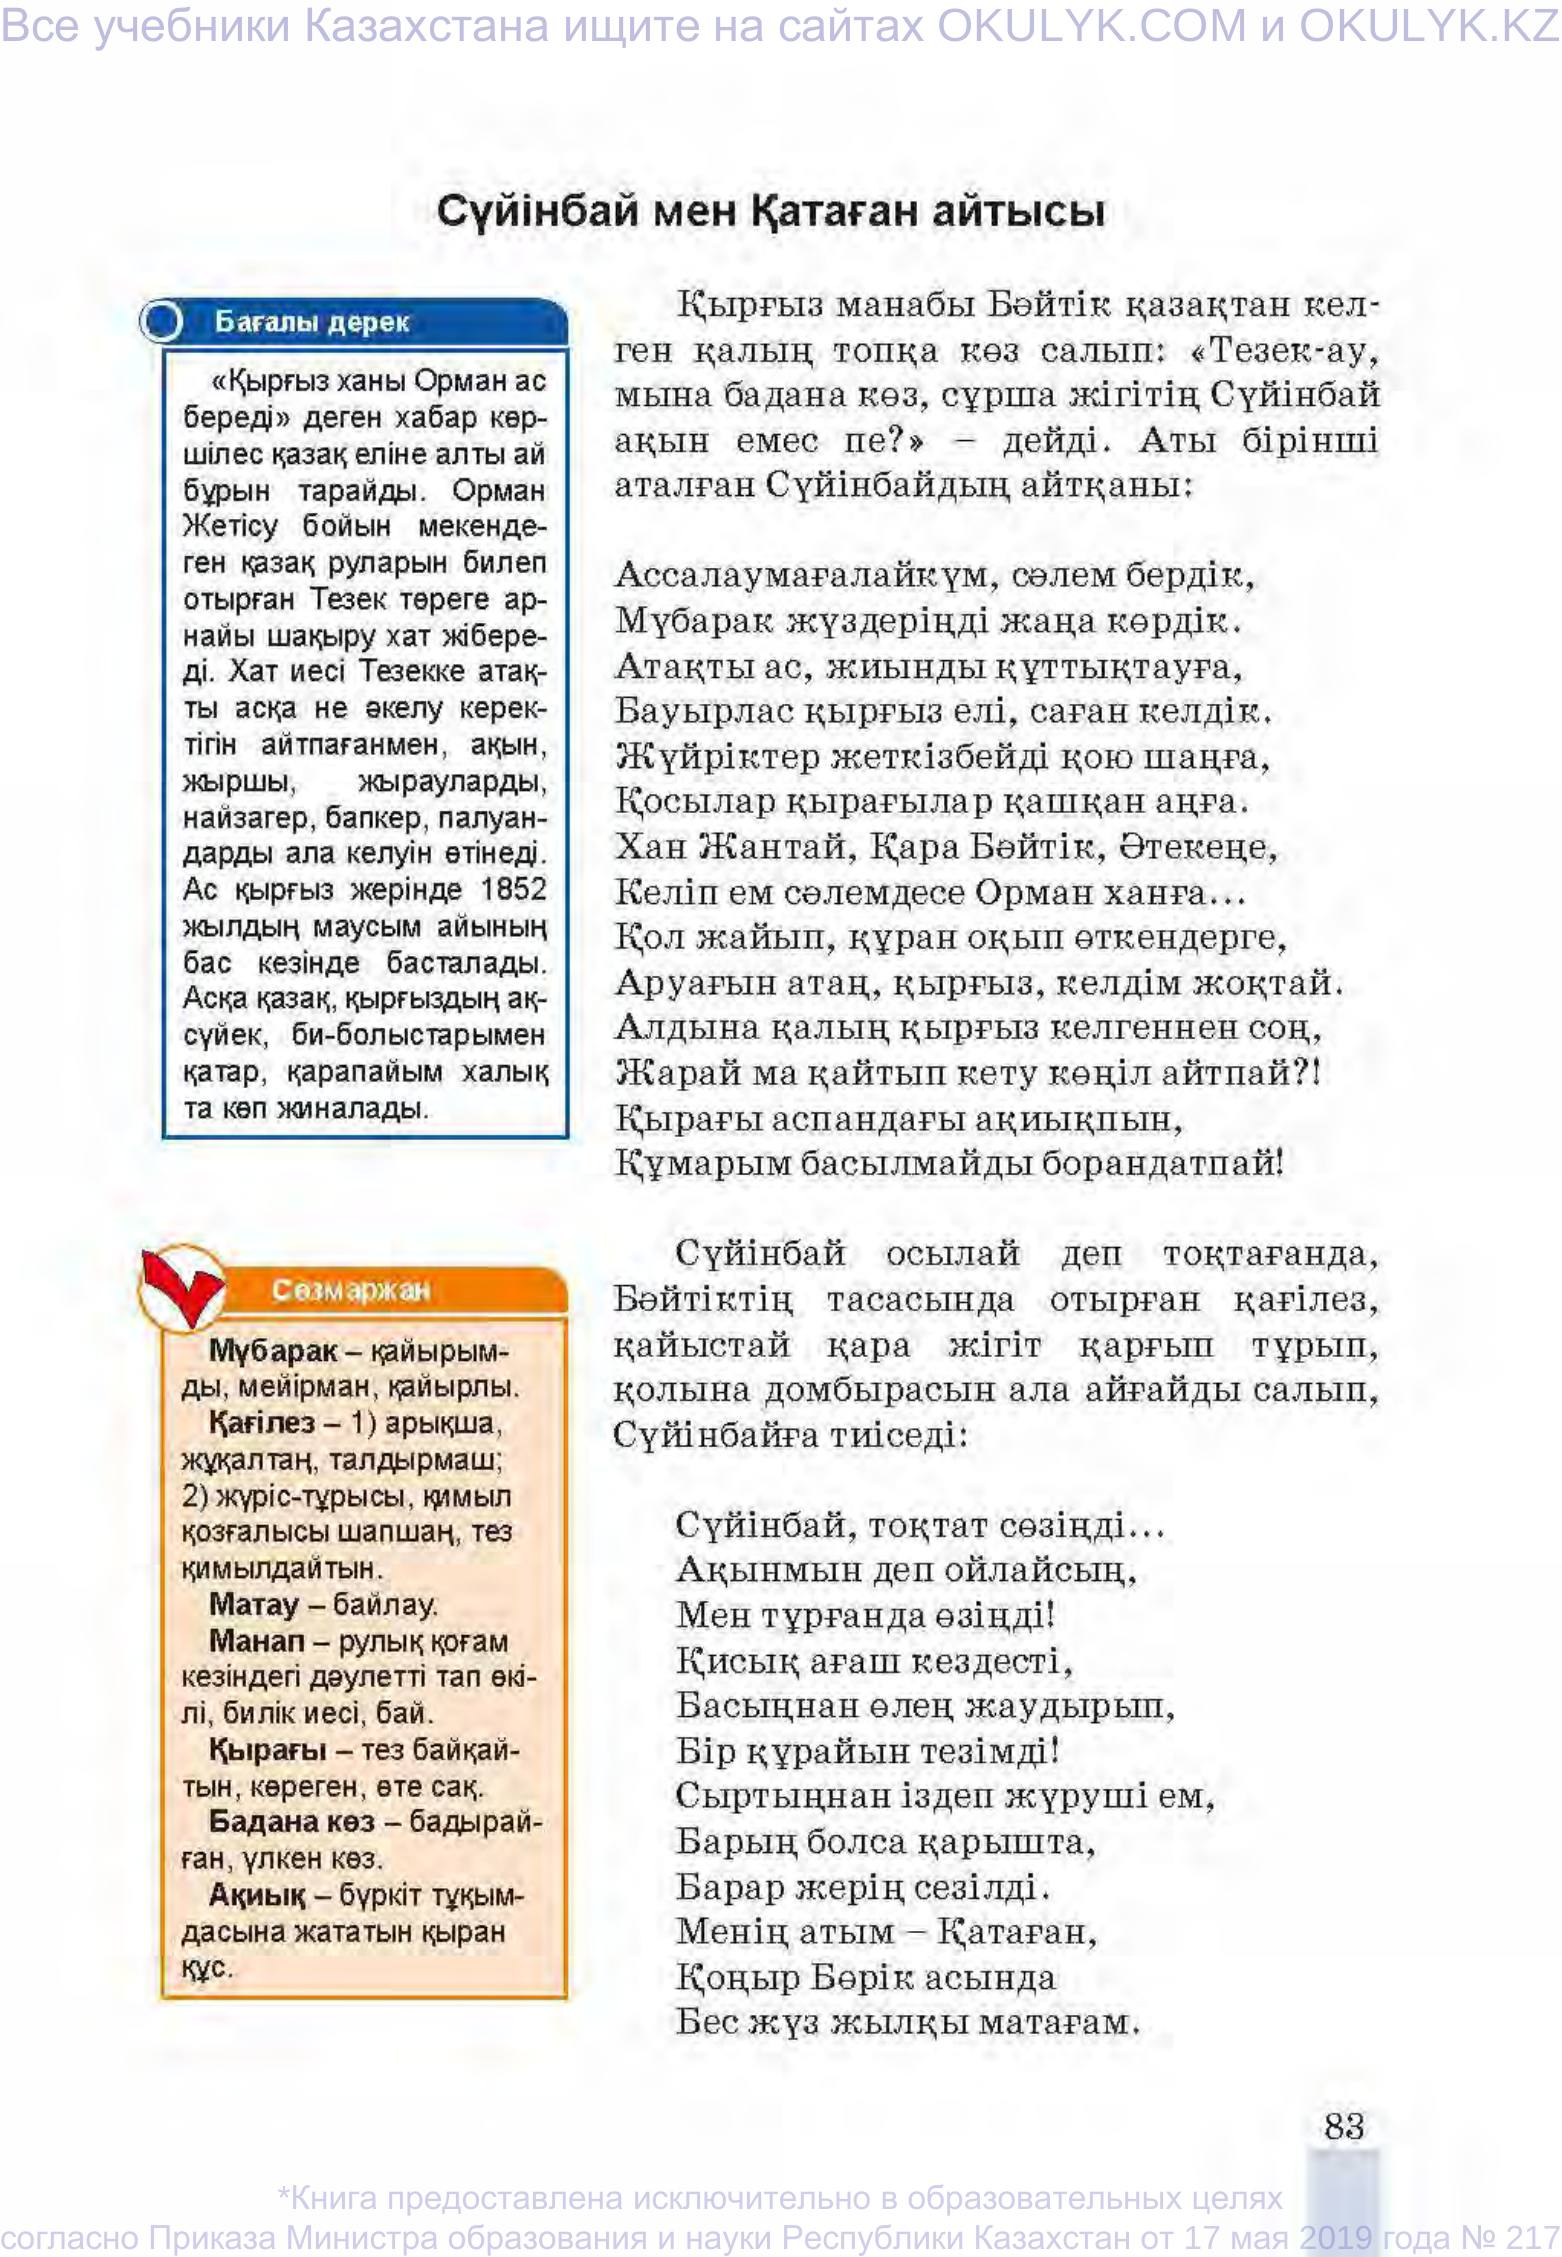 Все учебники Казахстана ищите на сайтах OKULYK.COM и OKULYK.KZ
Сүйінбай мен Қатаған айтысы
Бағалы дерек
«Қырғыз ханы Орман ас
береді» деген хабар көр-
шілес қазақ еліне алты ай
бұрын тарайды. Орман
Жетісу бойын мекенде-
ген қазақ руларын билеп
отырған Тезек төреге ар-
найы шақыру хат жібере-
ді. Хат иесі Тезекке атақ-
ты асқа не әкелу керек-
тігін айтпағанмен, ақын,
жыршы, жырауларды,
найзагер, бапкер, палуан-
дарды ала келуін өтінеді.
Ас қырғыз жерінде 1852
жылдың маусым айының
бас кезінде басталады.
Асқа қазақ, қырғыздың ақ-
сүйек, би-болыстарымен
қатар, қарапайым халық
та көп жиналады.
Сөзмаржан
Мүбарак – қайырым-
ды, мейірман, қайырлы.
Қағілез – 1) арықша,
жұқалтаң, талдырмаш;
2) жүріс-тұрысы, қимыл
қозғалысы шапшаң, тез
қимылдайтын.
Матау – байлау.
Манап – рулық қоғам
кезіндегі дәулетті тап өкі-
лі, билік иесі, бай.
Қырағы – тез байқай-
тын, көреген, өте сақ.
Бадана көз – бадырай-
ған, үлкен көз.
Ақиық – бүркіт тұқым-
дасына жататын қыран
құс.
Қырғыз манабы Бәйтік қазақтан кел-
ген қалың топқа көз салып: «Тезек-ау,
мына бадана көз, сұрша жігітің Сүйінбай
ақын емес пе?» – дейді. Аты бірінші
аталған Сүйінбайдың айтқаны:
Ассалаумағалайкүм, сәлем бердік,
Мүбарак жүздеріңді жаңа көрдік.
Атақты ас, жиынды құттықтауға,
Бауырлас қырғыз елі, саған келдік.
Жүйріктер жеткізбейді қою шаңға,
Қосылар қырағылар қашқан аңға.
Хан Жантай, Қара Бәйтік, Әтекеңе,
Келіп ем сәлемдесе Орман ханға...
Қол жайып, құран оқып өткендерге,
Аруағын атаң, қырғыз, келдім жоқтай.
Алдына қалың қырғыз келгеннен соң,
Жарай ма қайтып кету көңіл айтпай?!
Қырағы аспандағы ақиықпын,
Құмарым басылмайды борандатпай!
Сүйінбай осылай деп тоқтағанда,
Бәйтіктің тасасында отырған қағілез,
қайыстай қара жігіт қарғып тұрып,
қолына домбырасын ала айғайды салып,
Сүйінбайға тиіседі:
Сүйінбай, тоқтат сөзіңді...
Ақынмын деп ойлайсың,
Мен тұрғанда өзіңді!
Қисық ағаш кездесті,
Басыңнан өлең жаудырып,
Бір құрайын тезімді!
Сыртыңнан іздеп жүруші ем,
Барың болса қарышта,
Барар жерің сезілді.
Менің атым – Қатаған,
Қоңыр Бөрік асында
Бес жүз жылқы матағам.
83
*Книга предоставлена исключительно в образовательных целях
согласно Приказа Министра образования и науки Республики Казахстан от 17 мая 2019 года № 217